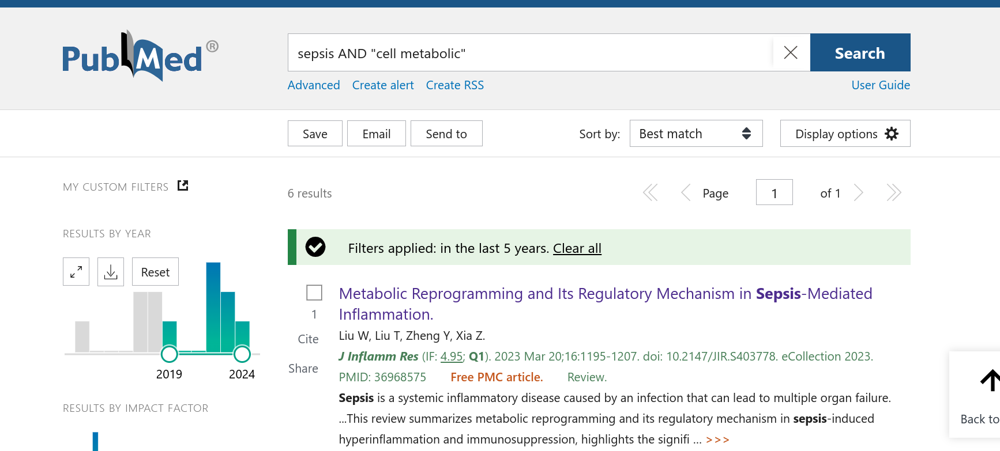 PubMed®
sepsis AND "cell metabolic"
Search
Advanced Create alert Create RSS
User Guide
Save Email Send to
Sort by: Best match
Display options
MY CUSTOM FILTERS
6 results
Page 1 of 1
RESULTS BY YEAR
Reset
2019 2024
RESULTS BY IMPACT FACTOR
Filters applied: in the last 5 years. Clear all
Metabolic Reprogramming and Its Regulatory Mechanism in Sepsis-Mediated
Inflammation.
1
Cite
Share
Liu W, Liu T, Zheng Y, Xia Z.
J Inflamm Res (IF: 4.95; Q1). 2023 Mar 20;16:1195-1207. doi: 10.2147/JIR.S403778. eCollection 2023.
PMID: 36968575 Free PMC article. Review.
Sepsis is a systemic inflammatory disease caused by an infection that can lead to multiple organ failure.
...This review summarizes metabolic reprogramming and its regulatory mechanism in sepsis-induced
hyperinflammation and immunosuppression, highlights the signifi ... >>>
Back to